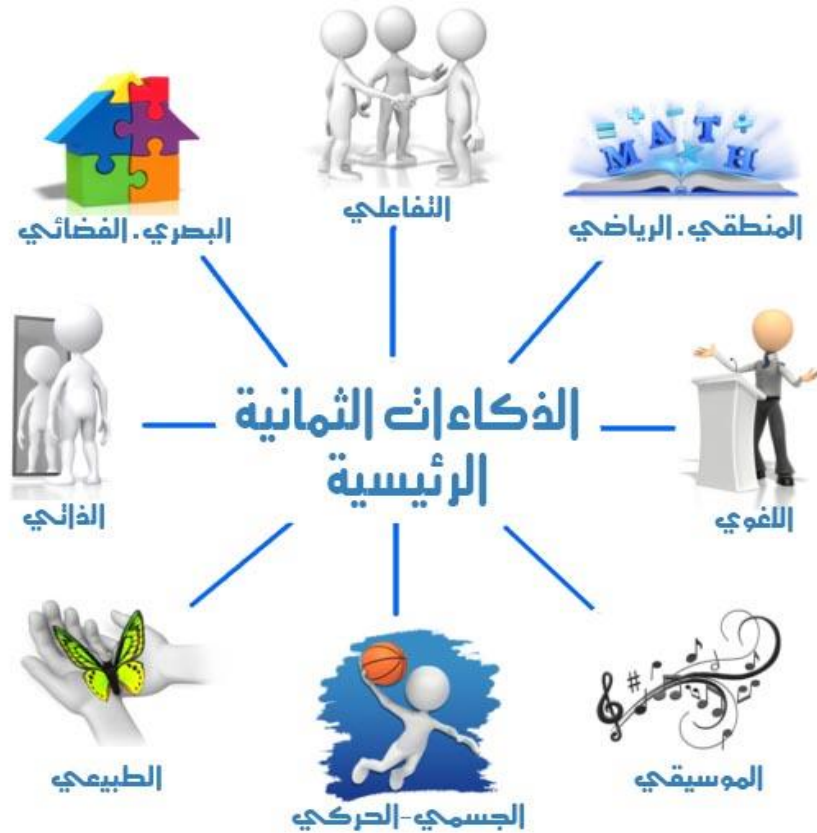 التفاعلي
المنطقي . الرياضي
MATH
البصري . الفضائي
الذكاءات الثمانية
الرئيسية
اللغوي
الذاتي
الموسيقي
الجسمي-الحركي
الطبيعي